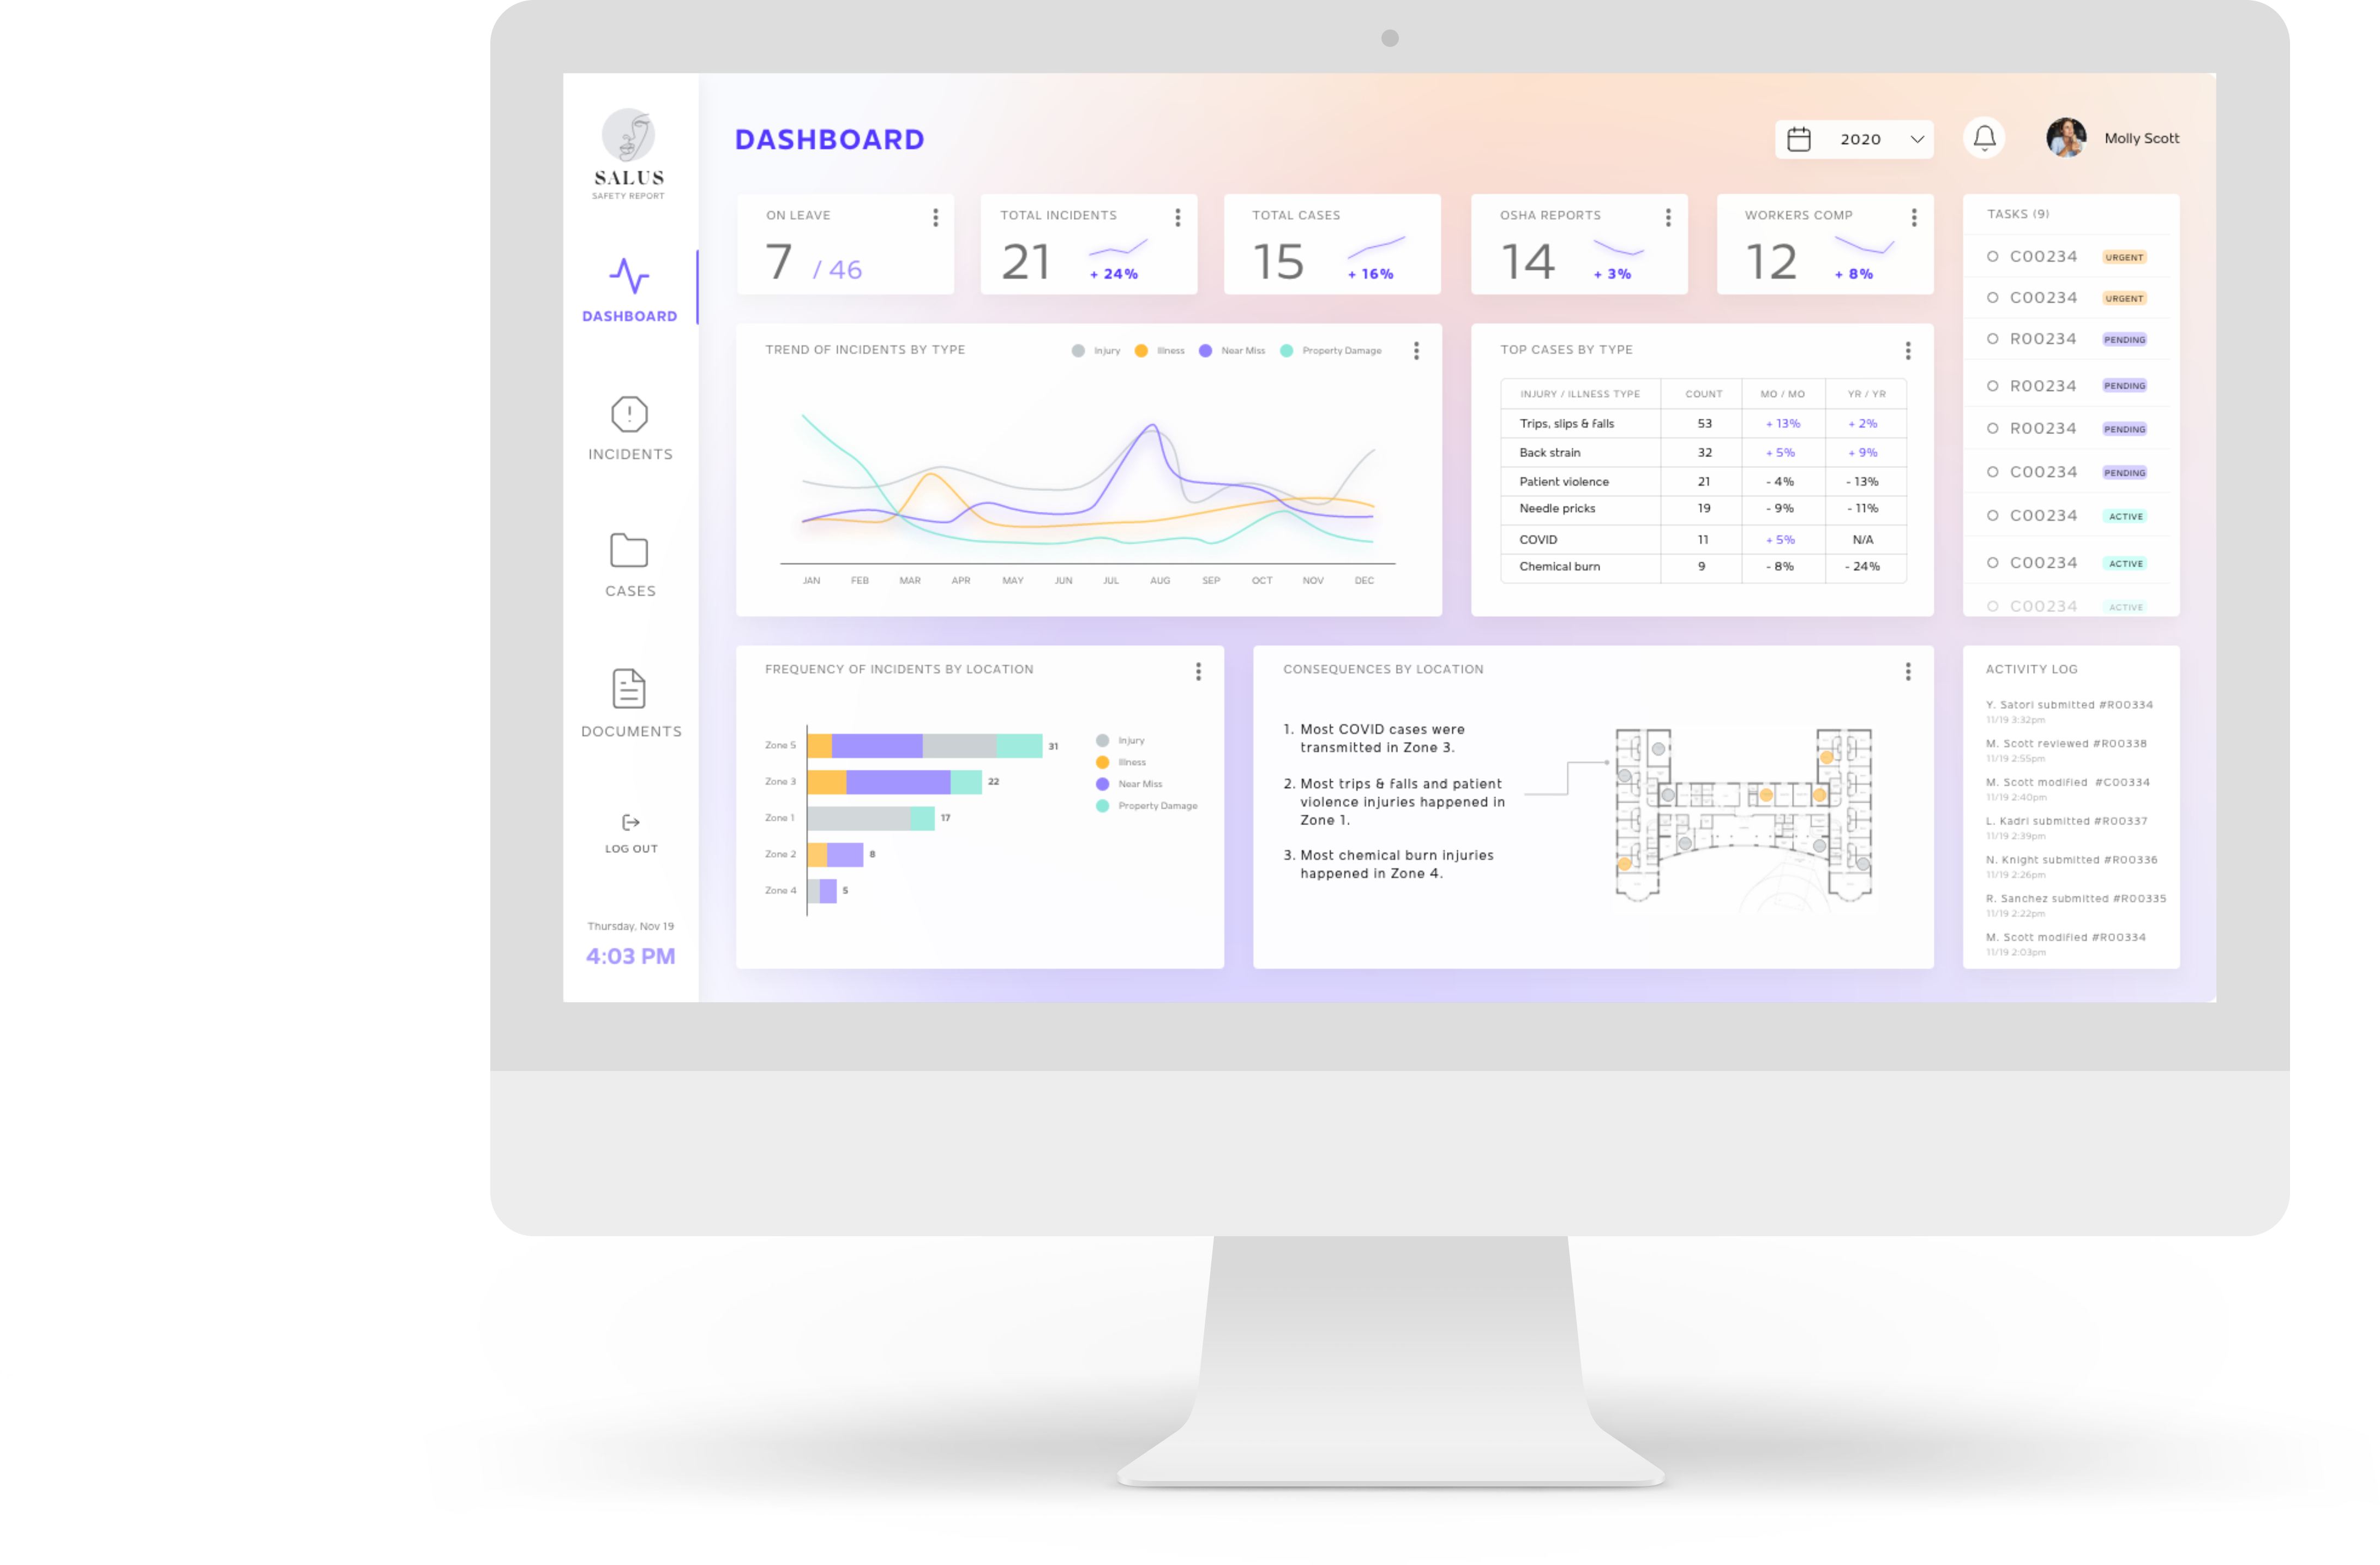 SALUS
SAFETY REPORT
DASHBOARD
INCIDENTS
CASES
DOCUMENTS
LOG OUT
Thursday, Nov 19
4:03 PM
DASHBOARD
2020
Molly Scott
ON LEAVE
7 / 46
TOTAL INCIDENTS
21
+ 24%
TOTAL CASES
15
+ 16%
OSHA REPORTS
14
+ 3%
WORKERS COMP
12
+ 8%
TREND OF INCIDENTS BY TYPE
Injury Illness Near Miss Property Damage
JAN FEB MAR APR MAY JUN JUL AUG SEP OCT NOV DEC
TOP CASES BY TYPE
INJURY / ILLNESS TYPE COUNT MO / MO YR / YR
Trips, slips & falls 53 + 13% + 2%
Back strain 32 + 5% + 9%
Patient violence 21 - 4% - 13%
Needle pricks 19 - 9% - 11%
COVID 11 + 5% N/A
Chemical burn 9 - 8% - 24%
TASKS (9)
C00234 URGENT
C00234 URGENT
R00234 PENDING
R00234 PENDING
R00234 PENDING
C00234 PENDING
C00234 ACTIVE
C00234 ACTIVE
C00234 ACTIVE
FREQUENCY OF INCIDENTS BY LOCATION
Zone 5 31
Zone 3 22
Zone 1 17
Zone 2 8
Zone 4 5
Injury
Illness
Near Miss
Property Damage
CONSEQUENCES BY LOCATION
1. Most COVID cases were
transmitted in Zone 3.
2. Most trips & falls and patient
violence injuries happened in
Zone 1.
3. Most chemical burn injuries
happened in Zone 4.
ACTIVITY LOG
Y. Satori submitted #R00334
11/19 3:32pm
M. Scott reviewed #R00338
11/19 2:55pm
M. Scott modified #C00334
11/19 2:40pm
L. Kadri submitted #R00337
11/19 2:39pm
N. Knight submitted #R00336
11/19 2:26pm
R. Sanchez submitted #R00335
11/19 2:22pm
M. Scott modified #R00334
11/19 2:03pm